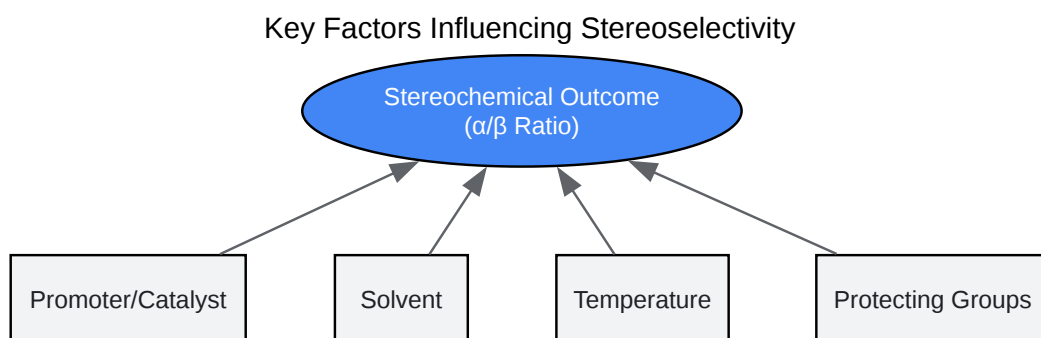 Key Factors Influencing Stereoselectivity
Stereochemical Outcome
(α/β Ratio)
Promoter/Catalyst
Solvent
Temperature
Protecting Groups